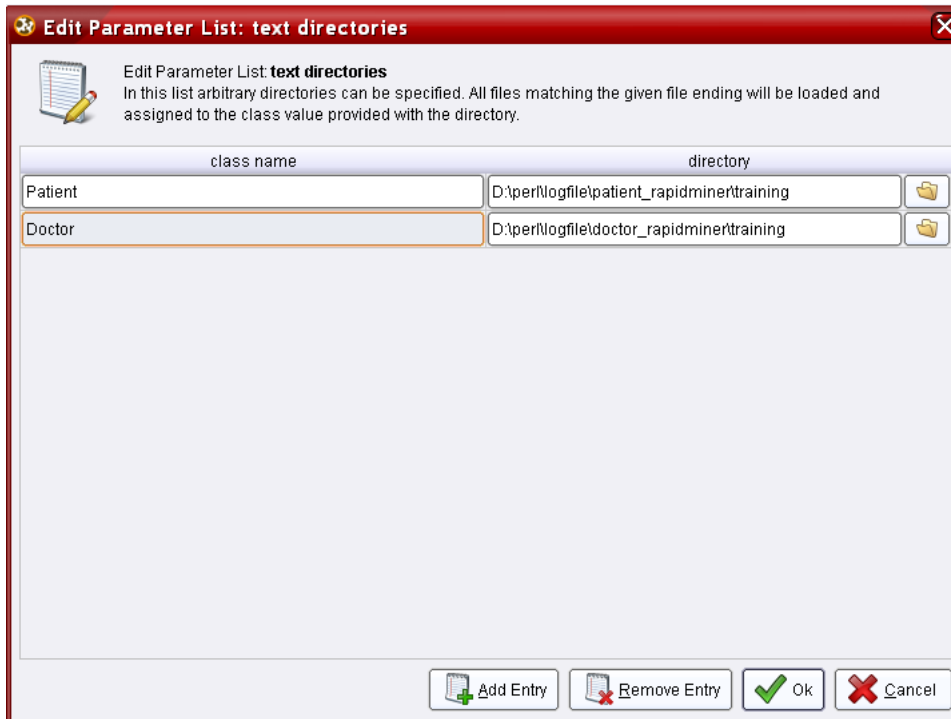 Edit Parameter List: text directories
Edit Parameter List: text directories
In this list arbitrary directories can be specified. All files matching the given file ending will be loaded and
assigned to the class value provided with the directory.
class name directory
Patient D:\perl\logfile\patient_rapidminer\training
Doctor D:\perl\logfile\doctor_rapidminer\training
Add Entry Remove Entry Ok Cancel